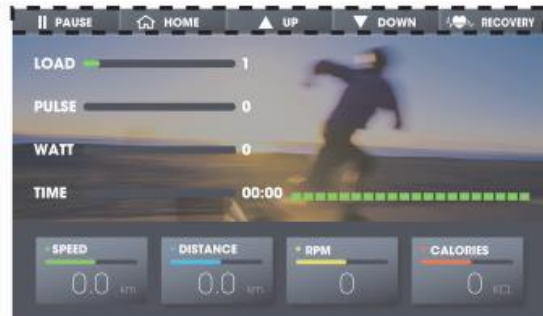 PAUSE HOME UP DOWN RECOVERY
LOAD 1
PULSE 0
WATT 0
TIME 00:00
SPEED DISTANCE RPM CALORIES
0.0 km 0.0 km 0 0 KCL